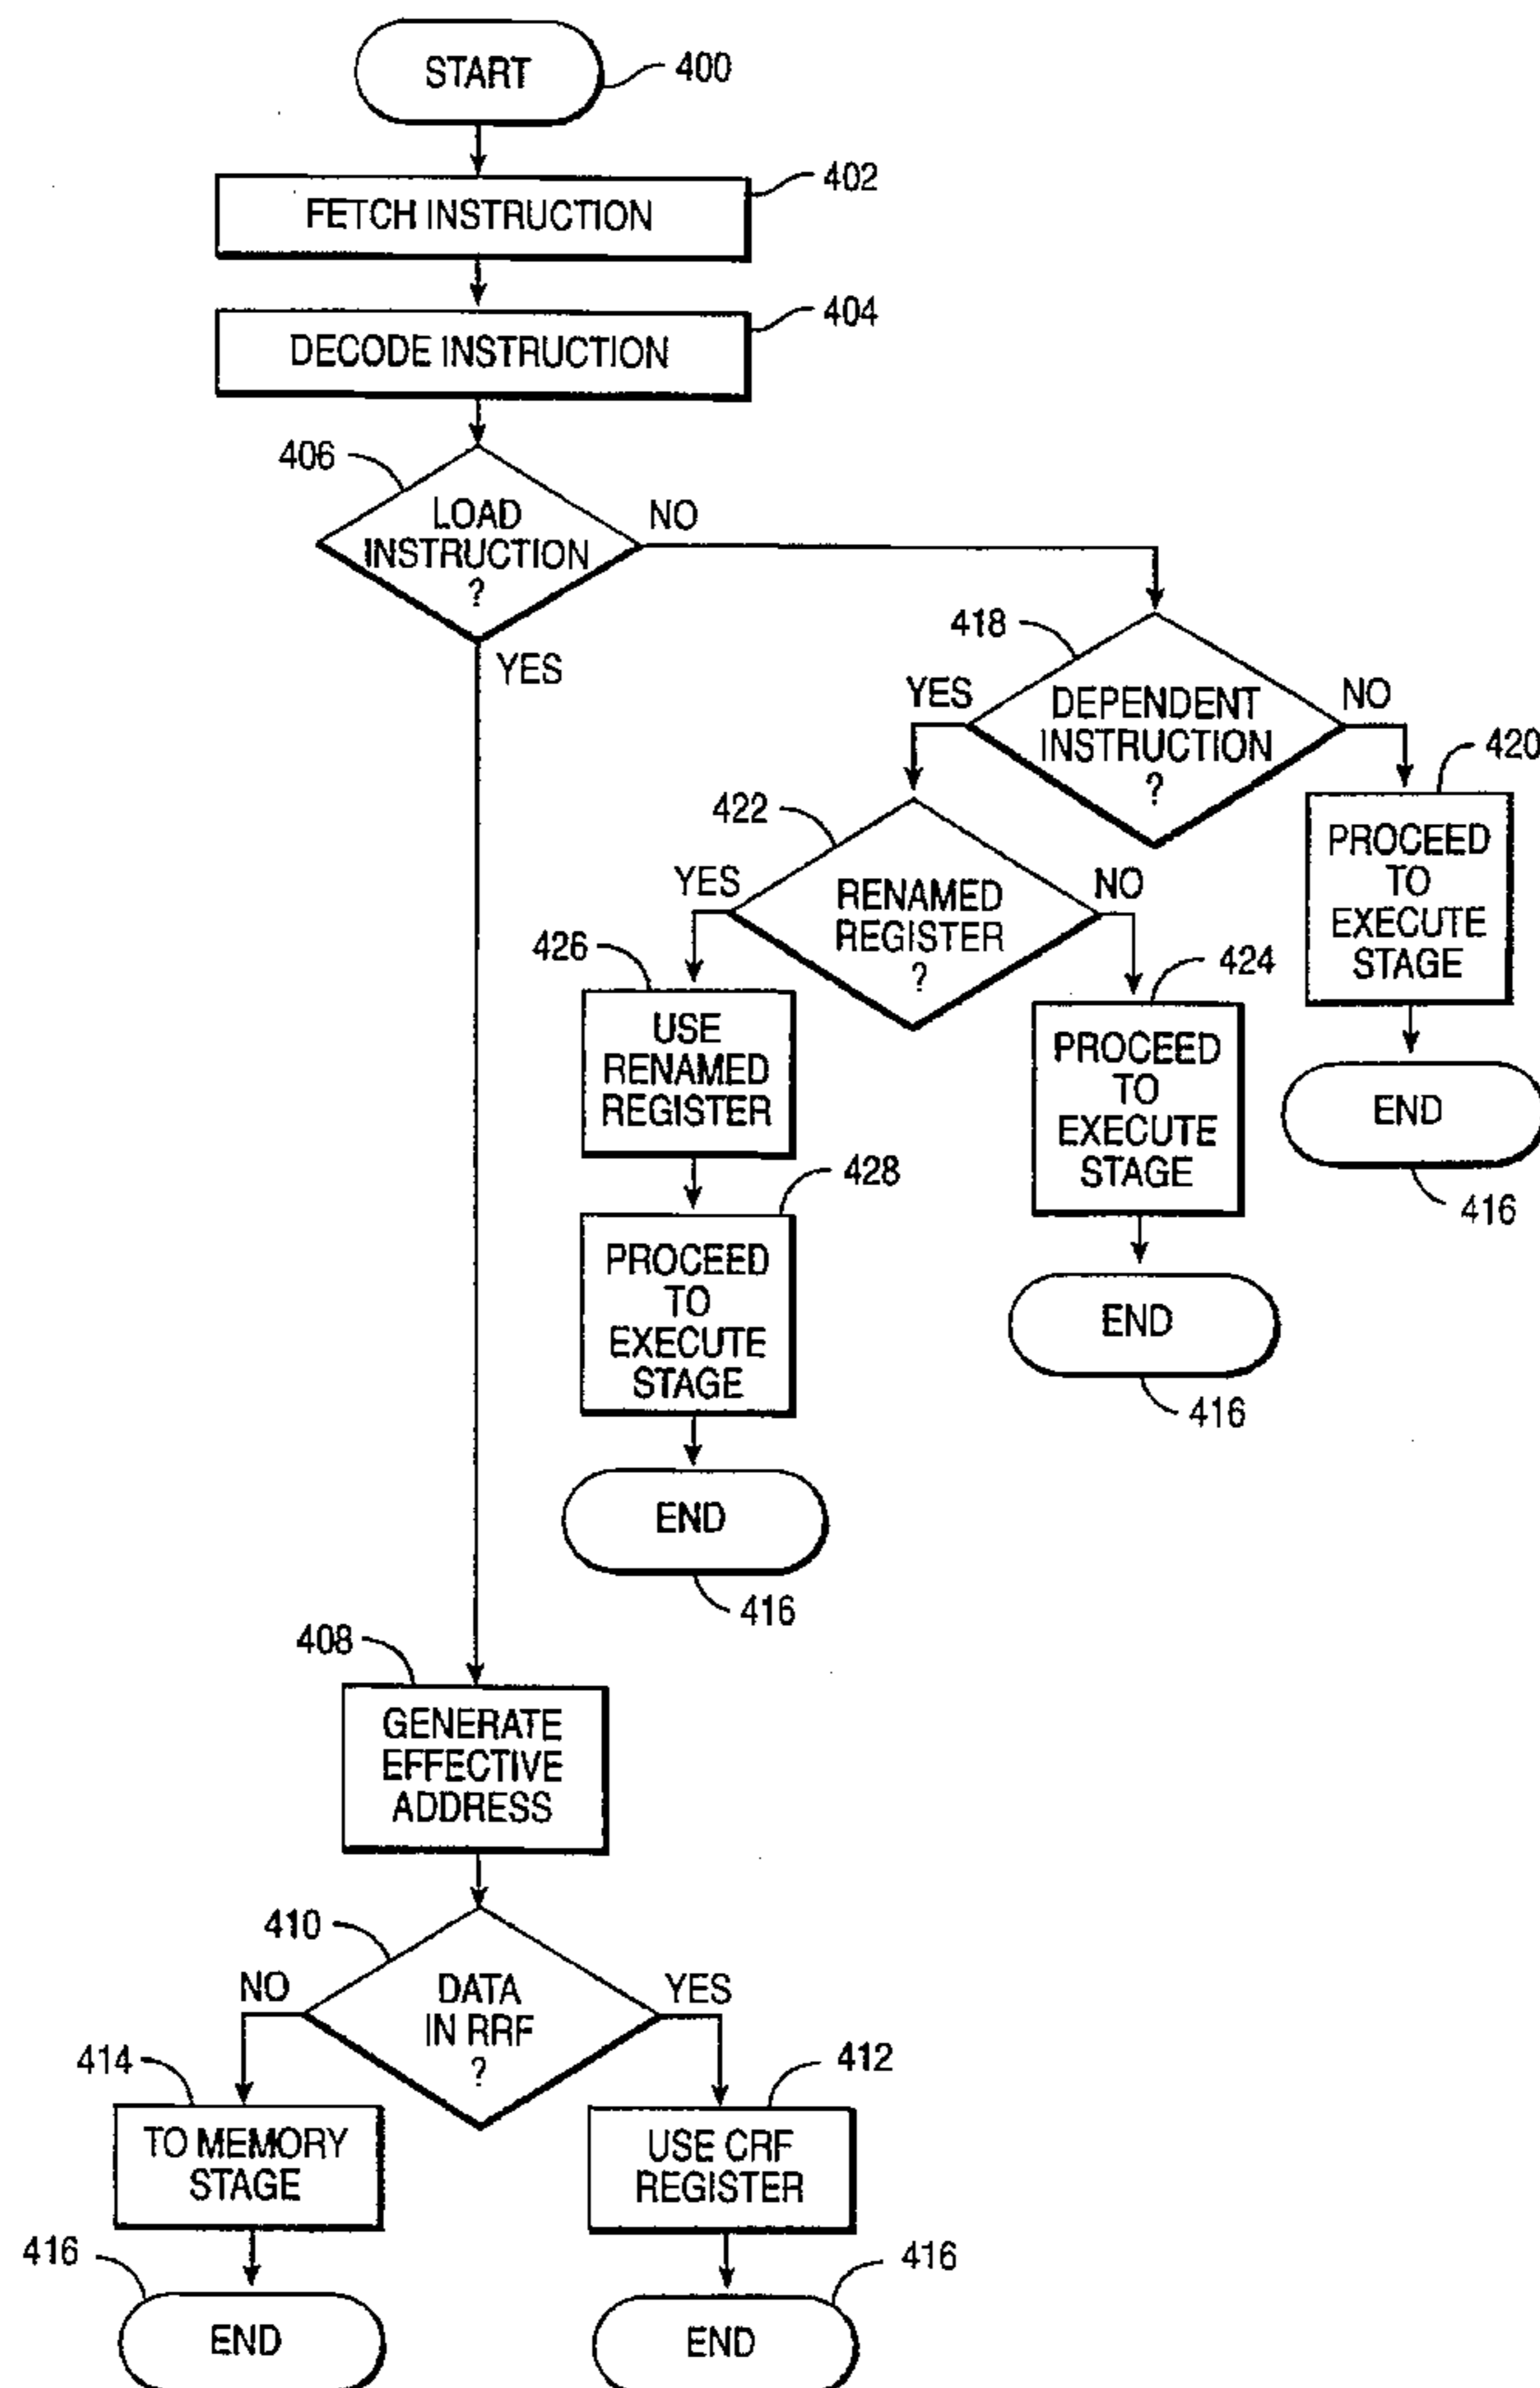 START
400
402
FETCH INSTRUCTION
404
DECODE INSTRUCTION
406
LOAD
INSTRUCTION
?
NO
YES
418
DEPENDENT
INSTRUCTION
?
YES
NO
420
PROCEED
TO
EXECUTE
STAGE
END
416
422
RENAMED
REGISTER
?
YES
NO
424
PROCEED
TO
EXECUTE
STAGE
END
416
426
USE
RENAMED
REGISTER
428
PROCEED
TO
EXECUTE
STAGE
END
416
408
GENERATE
EFFECTIVE
ADDRESS
410
DATA
IN RRF
?
NO
YES
414
TO MEMORY
STAGE
412
USE CRF
REGISTER
416
END
416
END